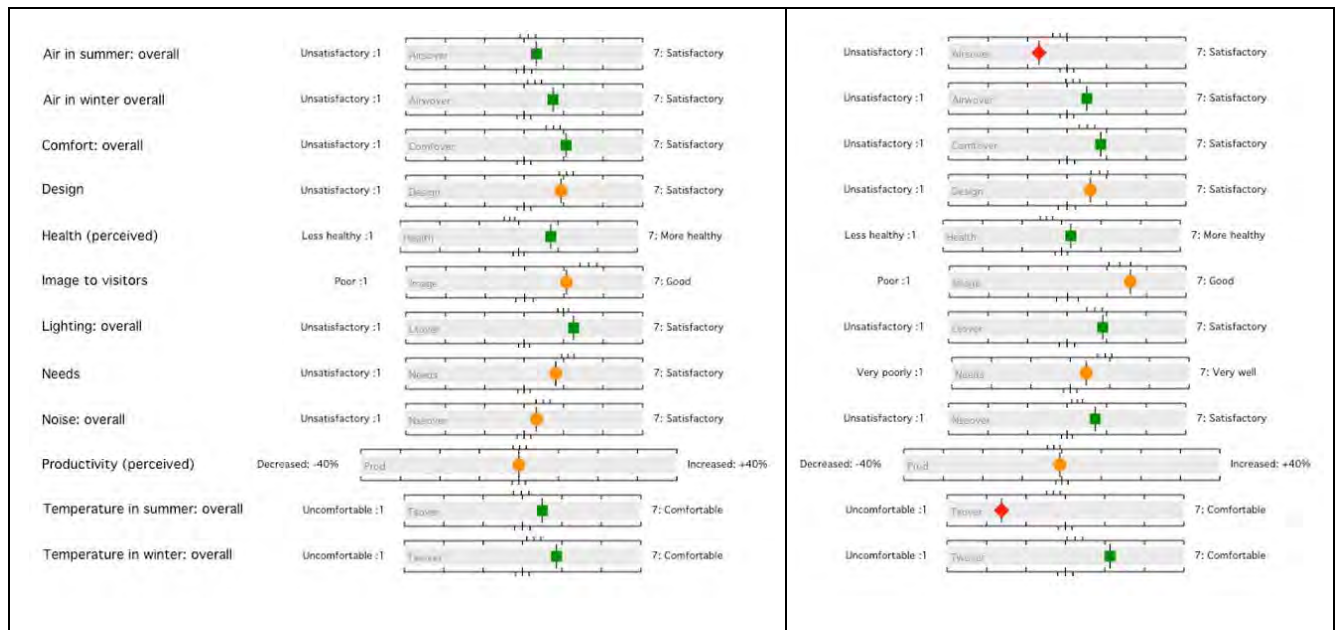 Air in summer: overall Unsatisfactory :1 Airsover 7: Satisfactory
Air in winter overall Unsatisfactory :1 Airwover 7: Satisfactory
Comfort: overall Unsatisfactory :1 Comfover 7: Satisfactory
Design Unsatisfactory :1 Design 7: Satisfactory
Health (perceived) Less healthy :1 Health 7: More healthy
Image to visitors Poor :1 Image 7: Good
Lighting: overall Unsatisfactory :1 Ltover 7: Satisfactory
Needs Unsatisfactory :1 Needs 7: Satisfactory
Noise: overall Unsatisfactory :1 Nseover 7: Satisfactory
Productivity (perceived) Decreased: -40% Prod Increased: +40%
Temperature in summer: overall Uncomfortable :1 Tsover 7: Comfortable
Temperature in winter: overall Uncomfortable :1 Twover 7: Comfortable
Unsatisfactory :1 Airsover 7: Satisfactory
Unsatisfactory :1 Airwover 7: Satisfactory
Unsatisfactory :1 Comfover 7: Satisfactory
Unsatisfactory :1 Design 7: Satisfactory
Less healthy :1 Health 7: More healthy
Poor :1 Image 7: Good
Unsatisfactory :1 Ltover 7: Satisfactory
Very poorly :1 Needs 7: Very well
Unsatisfactory :1 Nseover 7: Satisfactory
Decreased: -40% Prod Increased: +40%
Uncomfortable :1 Tsover 7: Comfortable
Uncomfortable :1 Twover 7: Comfortable